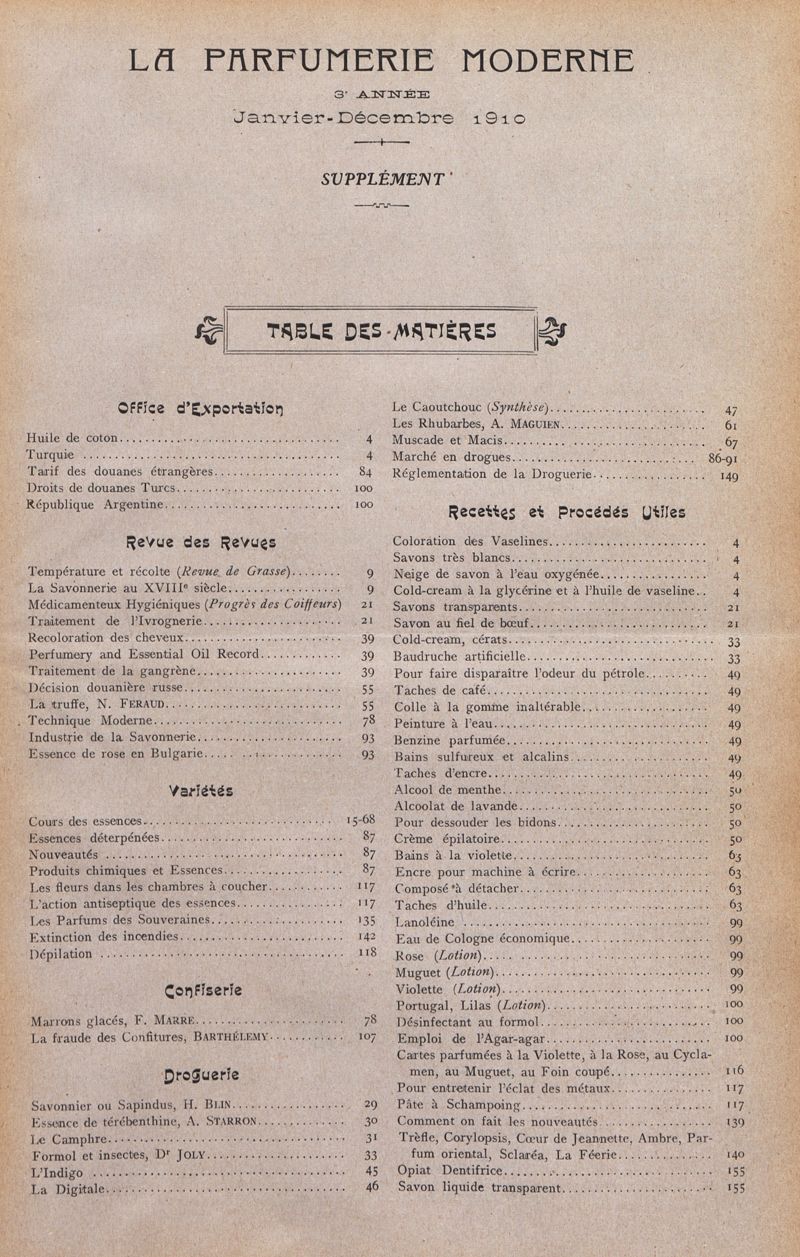 LA PARFUMERIE MODERNE
3e ANNÉE
Janvier-Décembre 1910
SUPPLÉMENT
TABLE DES MATIÈRES
Office d'Exportation
Huile de coton 4
Turquie 4
Tarif des douanes étrangères 84
Droits de douanes Turcs 100
République Argentine 100
Revue des Revues
Température et récolte (Revue de Grasse) 9
La Savonnerie au XVIIIe siècle 9
Médicamenteux Hygiéniques (Progrès des Coiffeurs) 21
Traitement de l'Ivrognerie 21
Recoloration des cheveux 39
Perfumery and Essential Oil Record 39
Traitement de la gangrène 39
Décision douanière russe 55
La truffe, N. FERAUD 55
Technique Moderne 78
Industrie de la Savonnerie 93
Essence de rose en Bulgarie 93
Variétés
Cours des essences 15-68
Essences déterpénées 87
Nouveautés 87
Produits chimiques et Essences 87
Les fleurs dans les chambres à coucher 117
L'action antiseptique des essences 117
Les Parfums des Souveraines 135
Extinction des incendies 142
Dépilation 118
Confiserie
Marrons glacés, F. MARRE 78
La fraude des Confitures, BARTHÉLEMY 107
Droguerie
Savonnier ou Sapindus, H. BLIN 29
Essence de térébenthine, A. STARRON 30
Le Camphre 31
Formol et insectes, Dr JOLY 33
L'Indigo 45
La Digitale 46
Le Caoutchouc (Synthèse) 47
Les Rhubarbes, A. MAGUIEN 61
Muscade et Macis 67
Marché en drogues 86-91
Réglementation de la Droguerie 149
Recettes et Procédés Utiles
Coloration des Vaselines 4
Savons très blancs 4
Neige de savon à l'eau oxygénée 4
Cold-cream à la glycérine et à l'huile de vaseline 4
Savons transparents 21
Savon au fiel de bœuf 21
Cold-cream, cérats 33
Baudruche artificielle 33
Pour faire disparaître l'odeur du pétrole 49
Taches de café 49
Colle à la gomme inaltérable 49
Peinture à l'eau 49
Benzine parfumée 49
Bains sulfureux et alcalins 49
Taches d'encre 49
Alcool de menthe 50
Alcoolat de lavande 50
Pour dessouder les bidons 50
Crème épilatoire 50
Bains à la violette 63
Encre pour machine à écrire 63
Composé à détacher 63
Taches d'huile 63
Lanoléine 99
Eau de Cologne économique 99
Rose (Lotion) 99
Muguet (Lotion) 99
Violette (Lotion) 99
Portugal, Lilas (Lotion) 100
Désinfectant au formol 100
Emploi de l'Agar-agar 100
Cartes parfumées à la Violette, à la Rose, au Cycla-
men, au Muguet, au Foin coupé 116
Pour entretenir l'éclat des métaux 117
Pâte à Schampoing 117
Comment on fait les nouveautés 139
Trèfle, Corylopsis, Cœur de Jeannette, Ambre, Par-
fum oriental, Sclaréa, La Féerie 140
Opiat Dentifrice 155
Savon liquide transparent 155